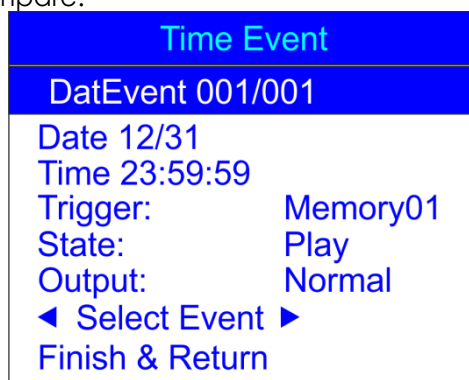 Time Event
DatEvent 001/001
Date 12/31
Time 23:59:59
Trigger: Memory01
State: Play
Output: Normal
◀ Select Event ▶
Finish & Return